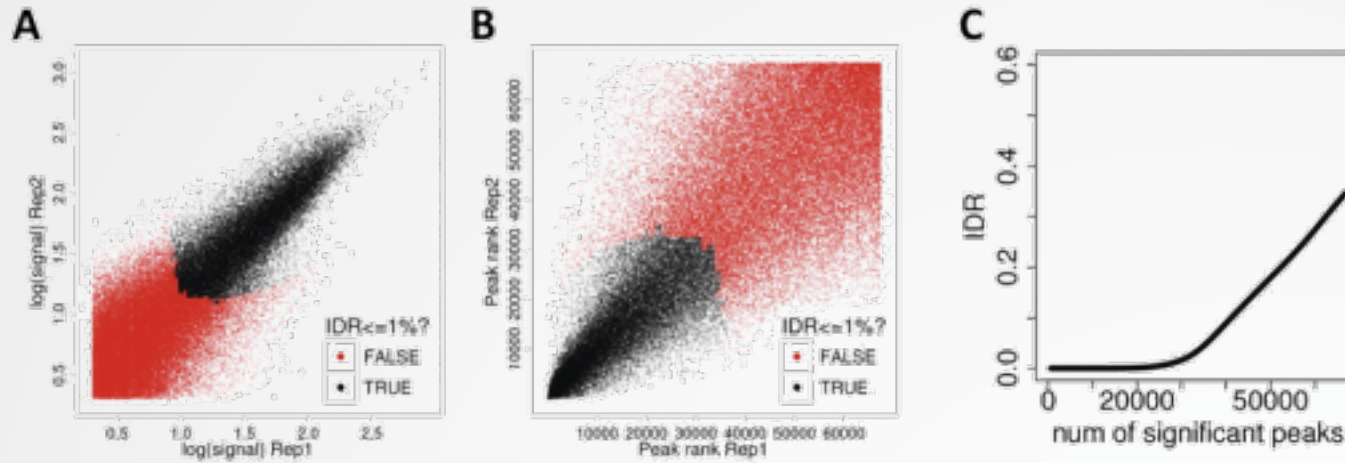 A
B
C
log(signal) Rep2
0.5 1.0 1.5 2.0 2.5 3.0
IDR<=1%?
FALSE
TRUE
0.5 1.0 1.5 2.0 2.5
log(signal) Rep1
Peak rank Rep2
10000 20000 30000 40000 50000 60000
IDR<=1%?
FALSE
TRUE
10000 20000 30000 40000 50000 60000
Peak rank Rep1
IDR
0.0 0.2 0.4 0.6
0 20000 50000
num of significant peaks